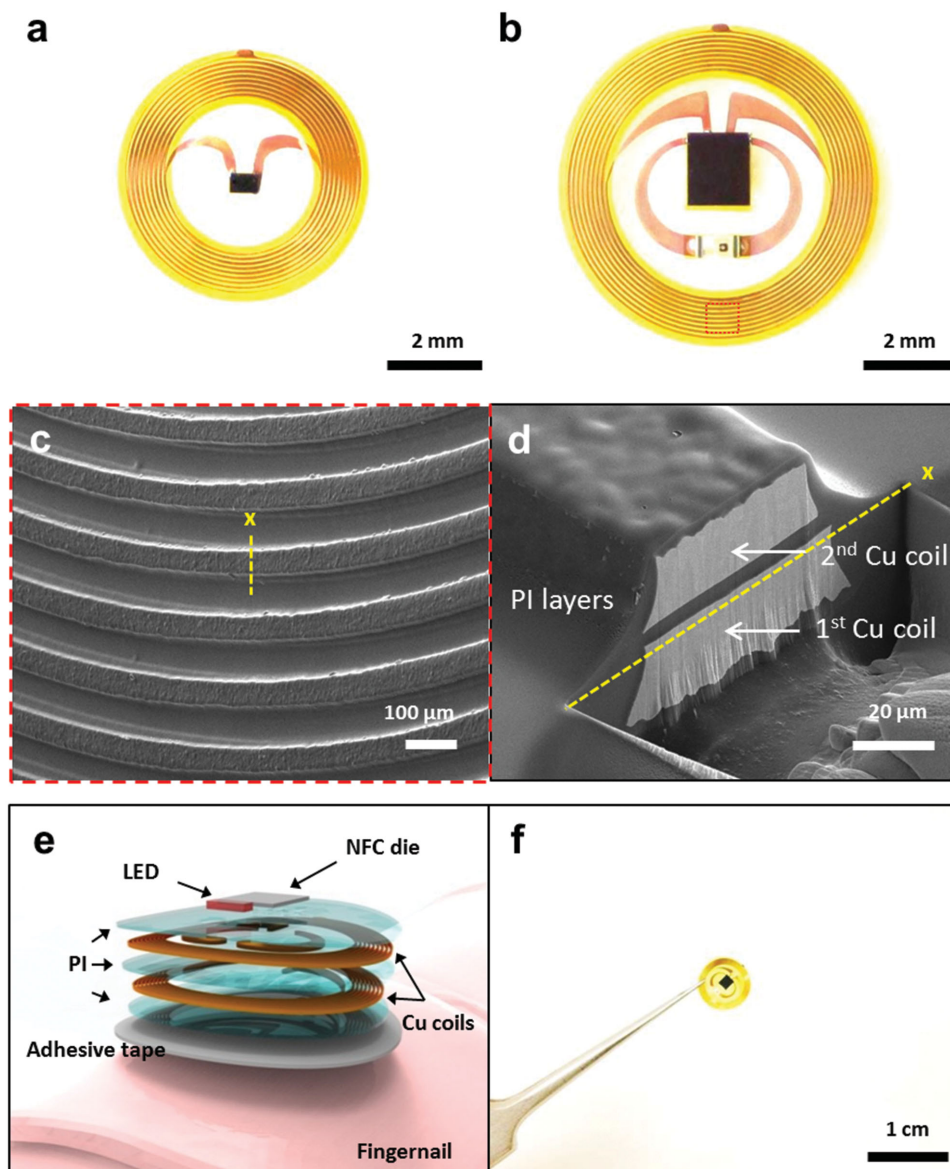 a
b
2 mm
2 mm
c
x
100 μm
d
x
2nd Cu coil
PI layers
1st Cu coil
20 μm
e
NFC die
LED
PI
Cu coils
Adhesive tape
Fingernail
f
1 cm